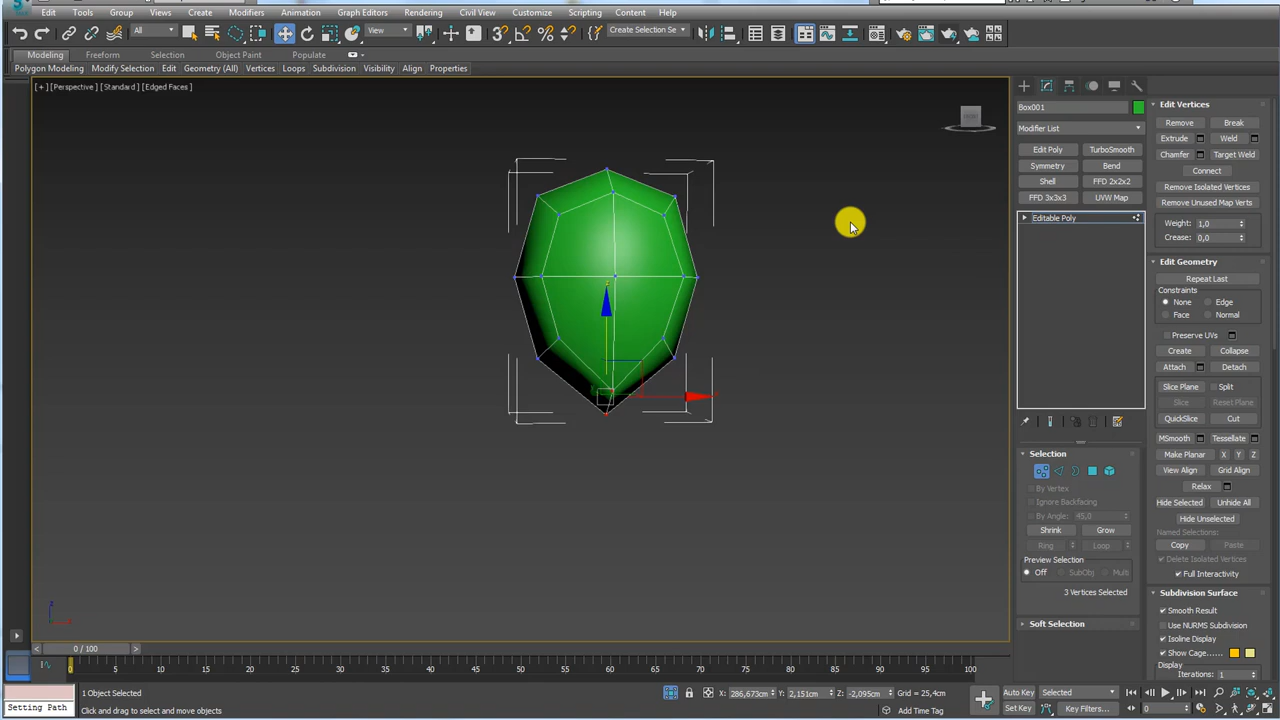 Edit Group Views Create Modifiers Animation Graph Editors Rendering Civil View Customize Scripting Content Help
All View Create Selection Se
Modeling Freeform Selection Object Paint Populate
Polygon Modeling Modify Selection Edit Geometry (All) Vertices Loops Subdivision Visibility Align Properties
[+] [Perspective] [Standard] [Edged Faces]
Box001
Modifier List
Edit Poly TurboSmooth
Symmetry Bend
Shell FFD 2x2x2
FFD 3x3x3 UVW Map
Editable Poly
Selection
By Vertex
Ignore Backfacing
By Angle: 45,0
Shrink Grow
Ring Loop
Preview Selection
Off SubObj Multi
3 Vertices Selected
Soft Selection
Edit Vertices
Remove Break
Extrude Weld
Chamfer Target Weld
Connect
Remove Isolated Vertices
Remove Unused Map Verts
Weight: 1,0
Crease: 0,0
Edit Geometry
Repeat Last
Constraints
None Edge
Face Normal
Preserve UVs
Create Collapse
Attach Detach
Slice Plane Split
Slice Reset Plane
QuickSlice Cut
MSmooth Tessellate
Make Planar X Y Z
View Align Grid Align
Relax
Hide Selected Unhide All
Hide Unselected
Named Selections:
Copy Paste
Delete Isolated Vertices
Full Interactivity
Subdivision Surface
Smooth Result
Use NURMS Subdivision
Isoline Display
Show Cage......
Display
Iterations: 1
0 / 100
0 5 10 15 20 25 30 35 40 45 50 55 60 65 70 75 80 85 90 95 100
1 Object Selected X: 286,673cm Y: 2,151cm Z: -2,095cm Grid = 25,4cm Auto Key Selected
Setting Path Click and drag to select and move objects Add Time Tag Set Key Key Filters... 0